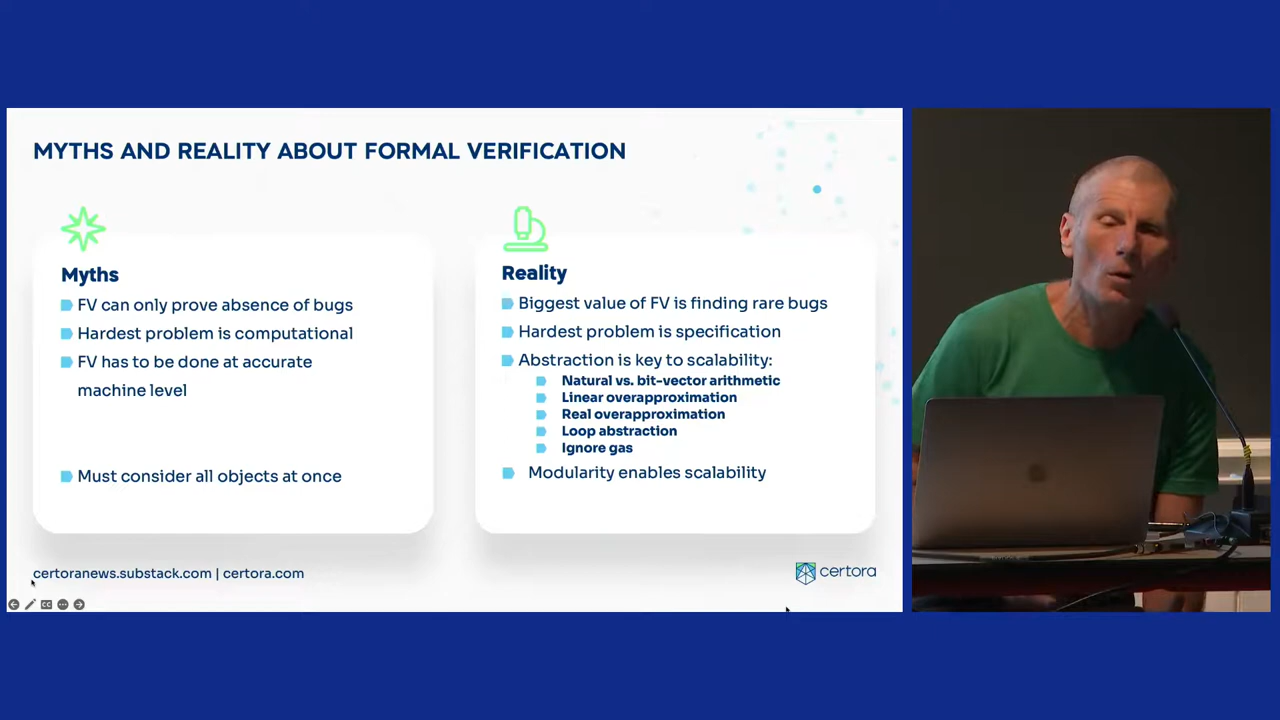 MYTHS AND REALITY ABOUT FORMAL VERIFICATION
Myths
FV can only prove absence of bugs
Hardest problem is computational
FV has to be done at accurate
machine level
Must consider all objects at once
Reality
Biggest value of FV is finding rare bugs
Hardest problem is specification
Abstraction is key to scalability:
Natural vs. bit-vector arithmetic
Linear overapproximation
Real overapproximation
Loop abstraction
Ignore gas
Modularity enables scalability
certoranews.substack.com | certora.com
certora
CC